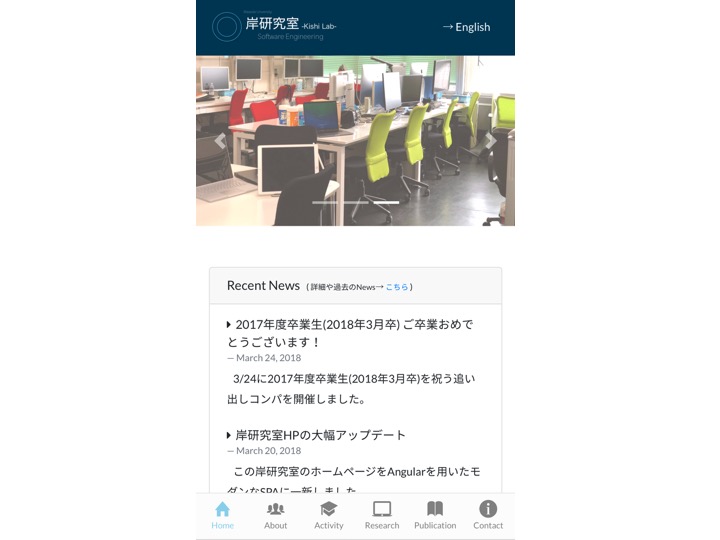 岸研究室 -Kishi Lab-
Software Engineering
→ English
Recent News ( 詳細や過去のNews→ こちら )
2017年度卒業生(2018年3月卒) ご卒業おめで
とうございます！
— March 24, 2018
3/24に2017年度卒業生(2018年3月卒)を祝う追い
出しコンパを開催しました。
岸研究室HPの大幅アップデート
— March 20, 2018
この岸研究室のホームページをAngularを用いたモ
ダンなSPAに一新しました
Home About Activity Research Publication Contact